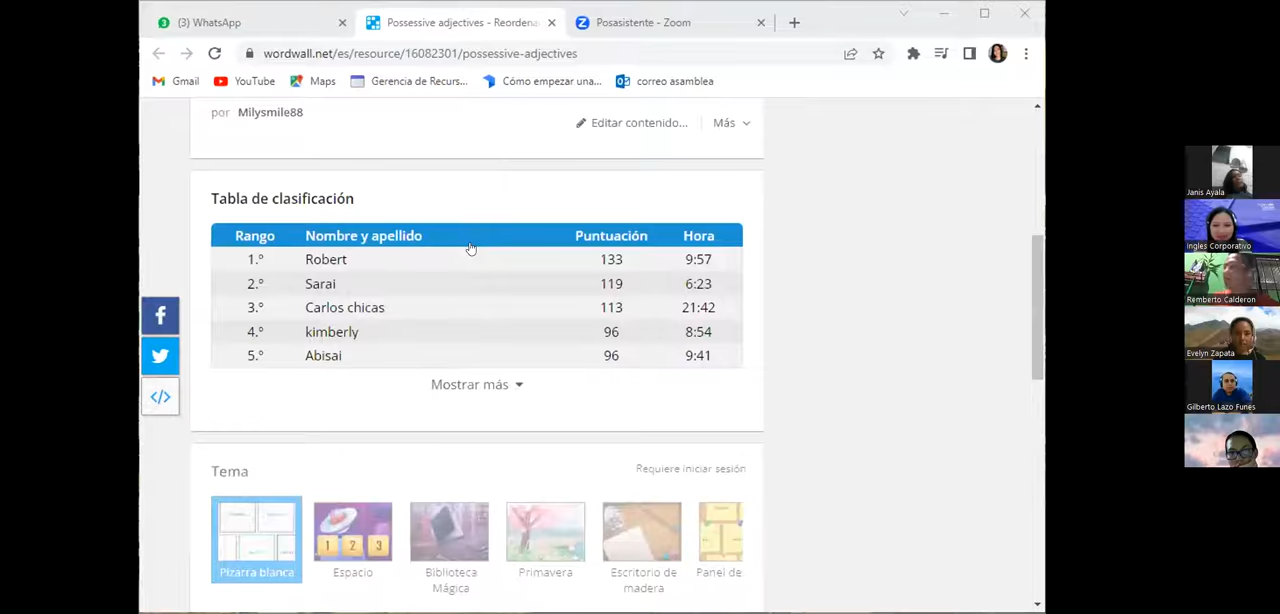 (3) WhatsApp
Possessive adjectives - Reordena
Posasistente - Zoom
wordwall.net/es/resource/16082301/possessive-adjectives
Gmail
YouTube
Maps
Gerencia de Recurs...
Cómo empezar una...
correo asamblea
por Milysmile88
Editar contenido...
Más
Tabla de clasificación
Rango Nombre y apellido Puntuación Hora
1.º Robert 133 9:57
2.º Sarai 119 6:23
3.º Carlos chicas 113 21:42
4.º kimberly 96 8:54
5.º Abisai 96 9:41
Mostrar más
Tema
Requiere iniciar sesión
1 2 3
Pizarra blanca
Espacio
Biblioteca
Mágica
Primavera
Escritorio de
madera
Panel de
Janis Ayala
Ingles Corporativo
Remberto Calderon
Evelyn Zapata
Gilberto Lazo Funes